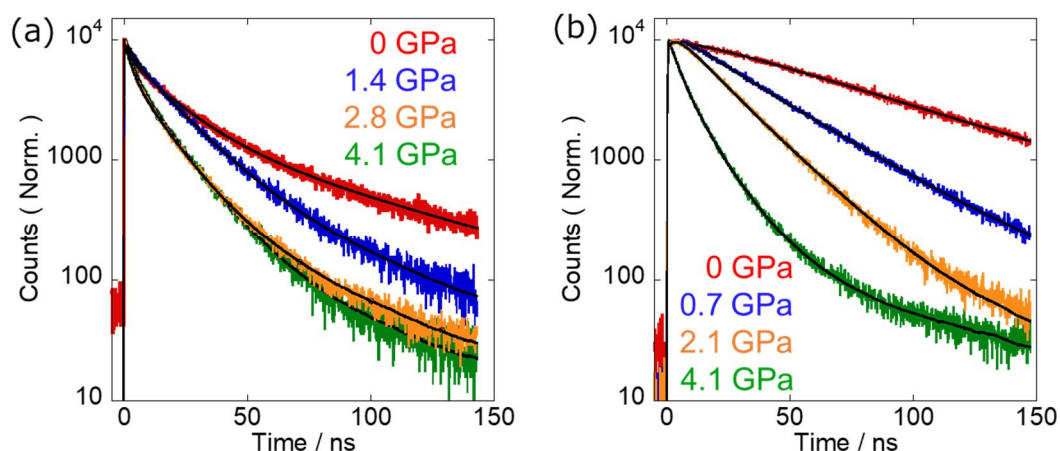 (a)
10⁴
1000
100
10
Counts ( Norm. )
0 GPa
1.4 GPa
2.8 GPa
4.1 GPa
0
50
100
150
Time / ns
(b)
10⁴
1000
100
10
Counts ( Norm. )
0 GPa
0.7 GPa
2.1 GPa
4.1 GPa
0
50
100
150
Time / ns